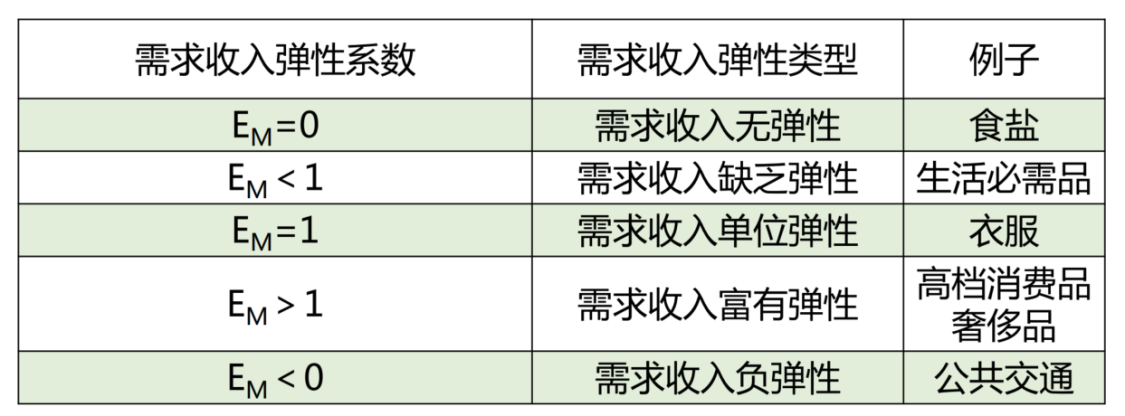 需求收入弹性系数 需求收入弹性类型 例子
E_M=0 需求收入无弹性 食盐
E_M < 1 需求收入缺乏弹性 生活必需品
E_M=1 需求收入单位弹性 衣服
E_M > 1 需求收入富有弹性 高档消费品
奢侈品
E_M < 0 需求收入负弹性 公共交通